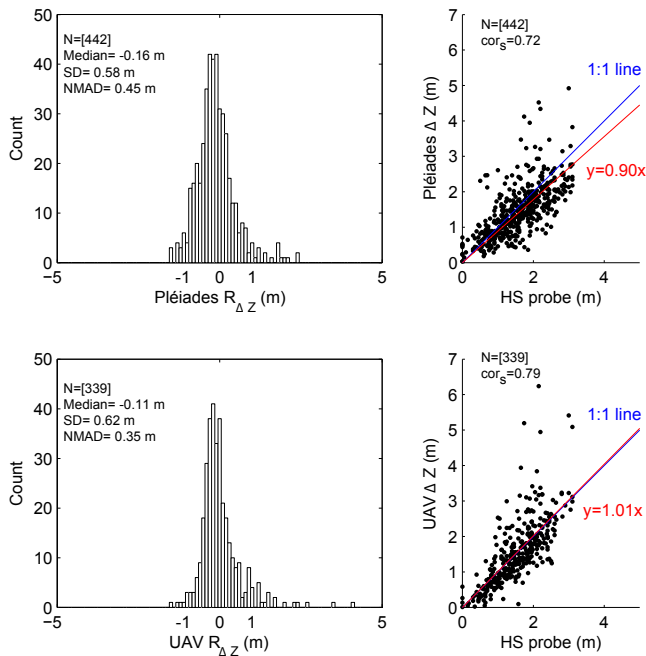 50
40
30
20
10
0
Count
N=[442]
Median= -0.16 m
SD= 0.58 m
NMAD= 0.45 m
−5 -1 0 1 5
Pléiades R Δ Z (m)
7
6
5
4
3
2
1
0
Pléiades Δ Z (m)
N=[442]
cors=0.72
1:1 line
y=0.90x
0 2 4
HS probe (m)
50
40
30
20
10
0
Count
N=[339]
Median= -0.11 m
SD= 0.62 m
NMAD= 0.35 m
−5 -1 0 1 5
UAV R Δ Z (m)
7
6
5
4
3
2
1
0
UAV Δ Z (m)
N=[339]
cors=0.79
1:1 line
y=1.01x
0 2 4
HS probe (m)